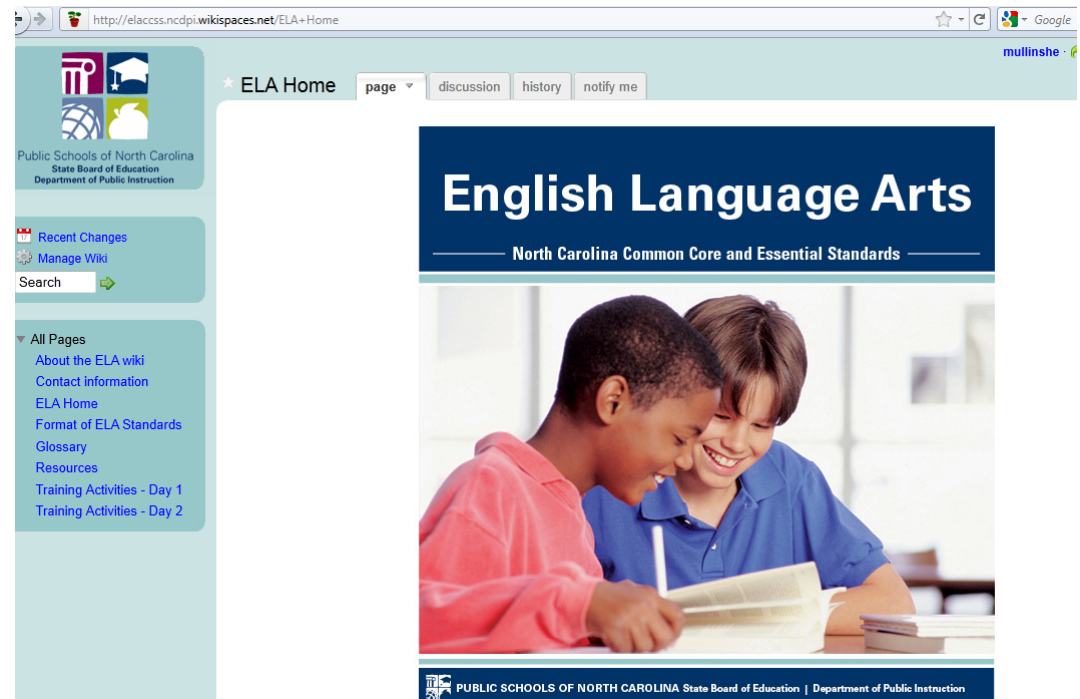 http://elaccss.ncdpi.wikispaces.net/ELA+Home
Google
mullinshe ·
Public Schools of North Carolina
State Board of Education
Department of Public Instruction
ELA Home
page
discussion
history
notify me
Recent Changes
Manage Wiki
Search
All Pages
About the ELA wiki
Contact information
ELA Home
Format of ELA Standards
Glossary
Resources
Training Activities - Day 1
Training Activities - Day 2
English Language Arts
North Carolina Common Core and Essential Standards
PUBLIC SCHOOLS OF NORTH CAROLINA State Board of Education | Department of Public Instruction